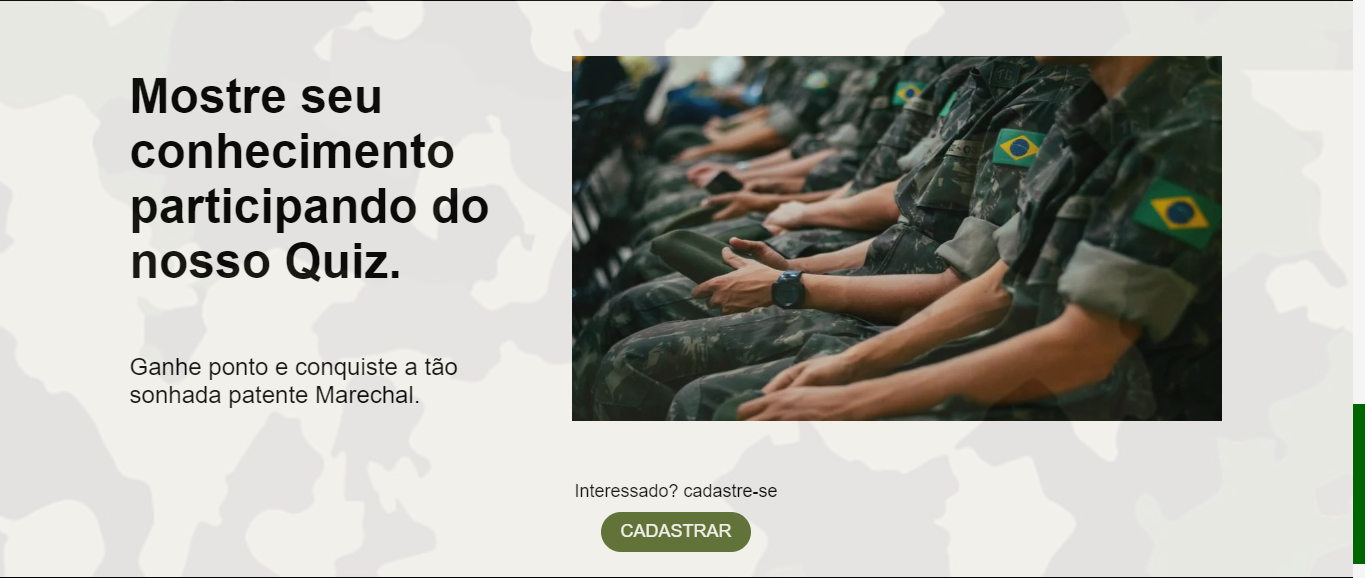 Mostre seu
conhecimento
participando do
nosso Quiz.
Ganhe ponto e conquiste a tão
sonhada patente Marechal.
Interessado? cadastre-se
CADASTRAR